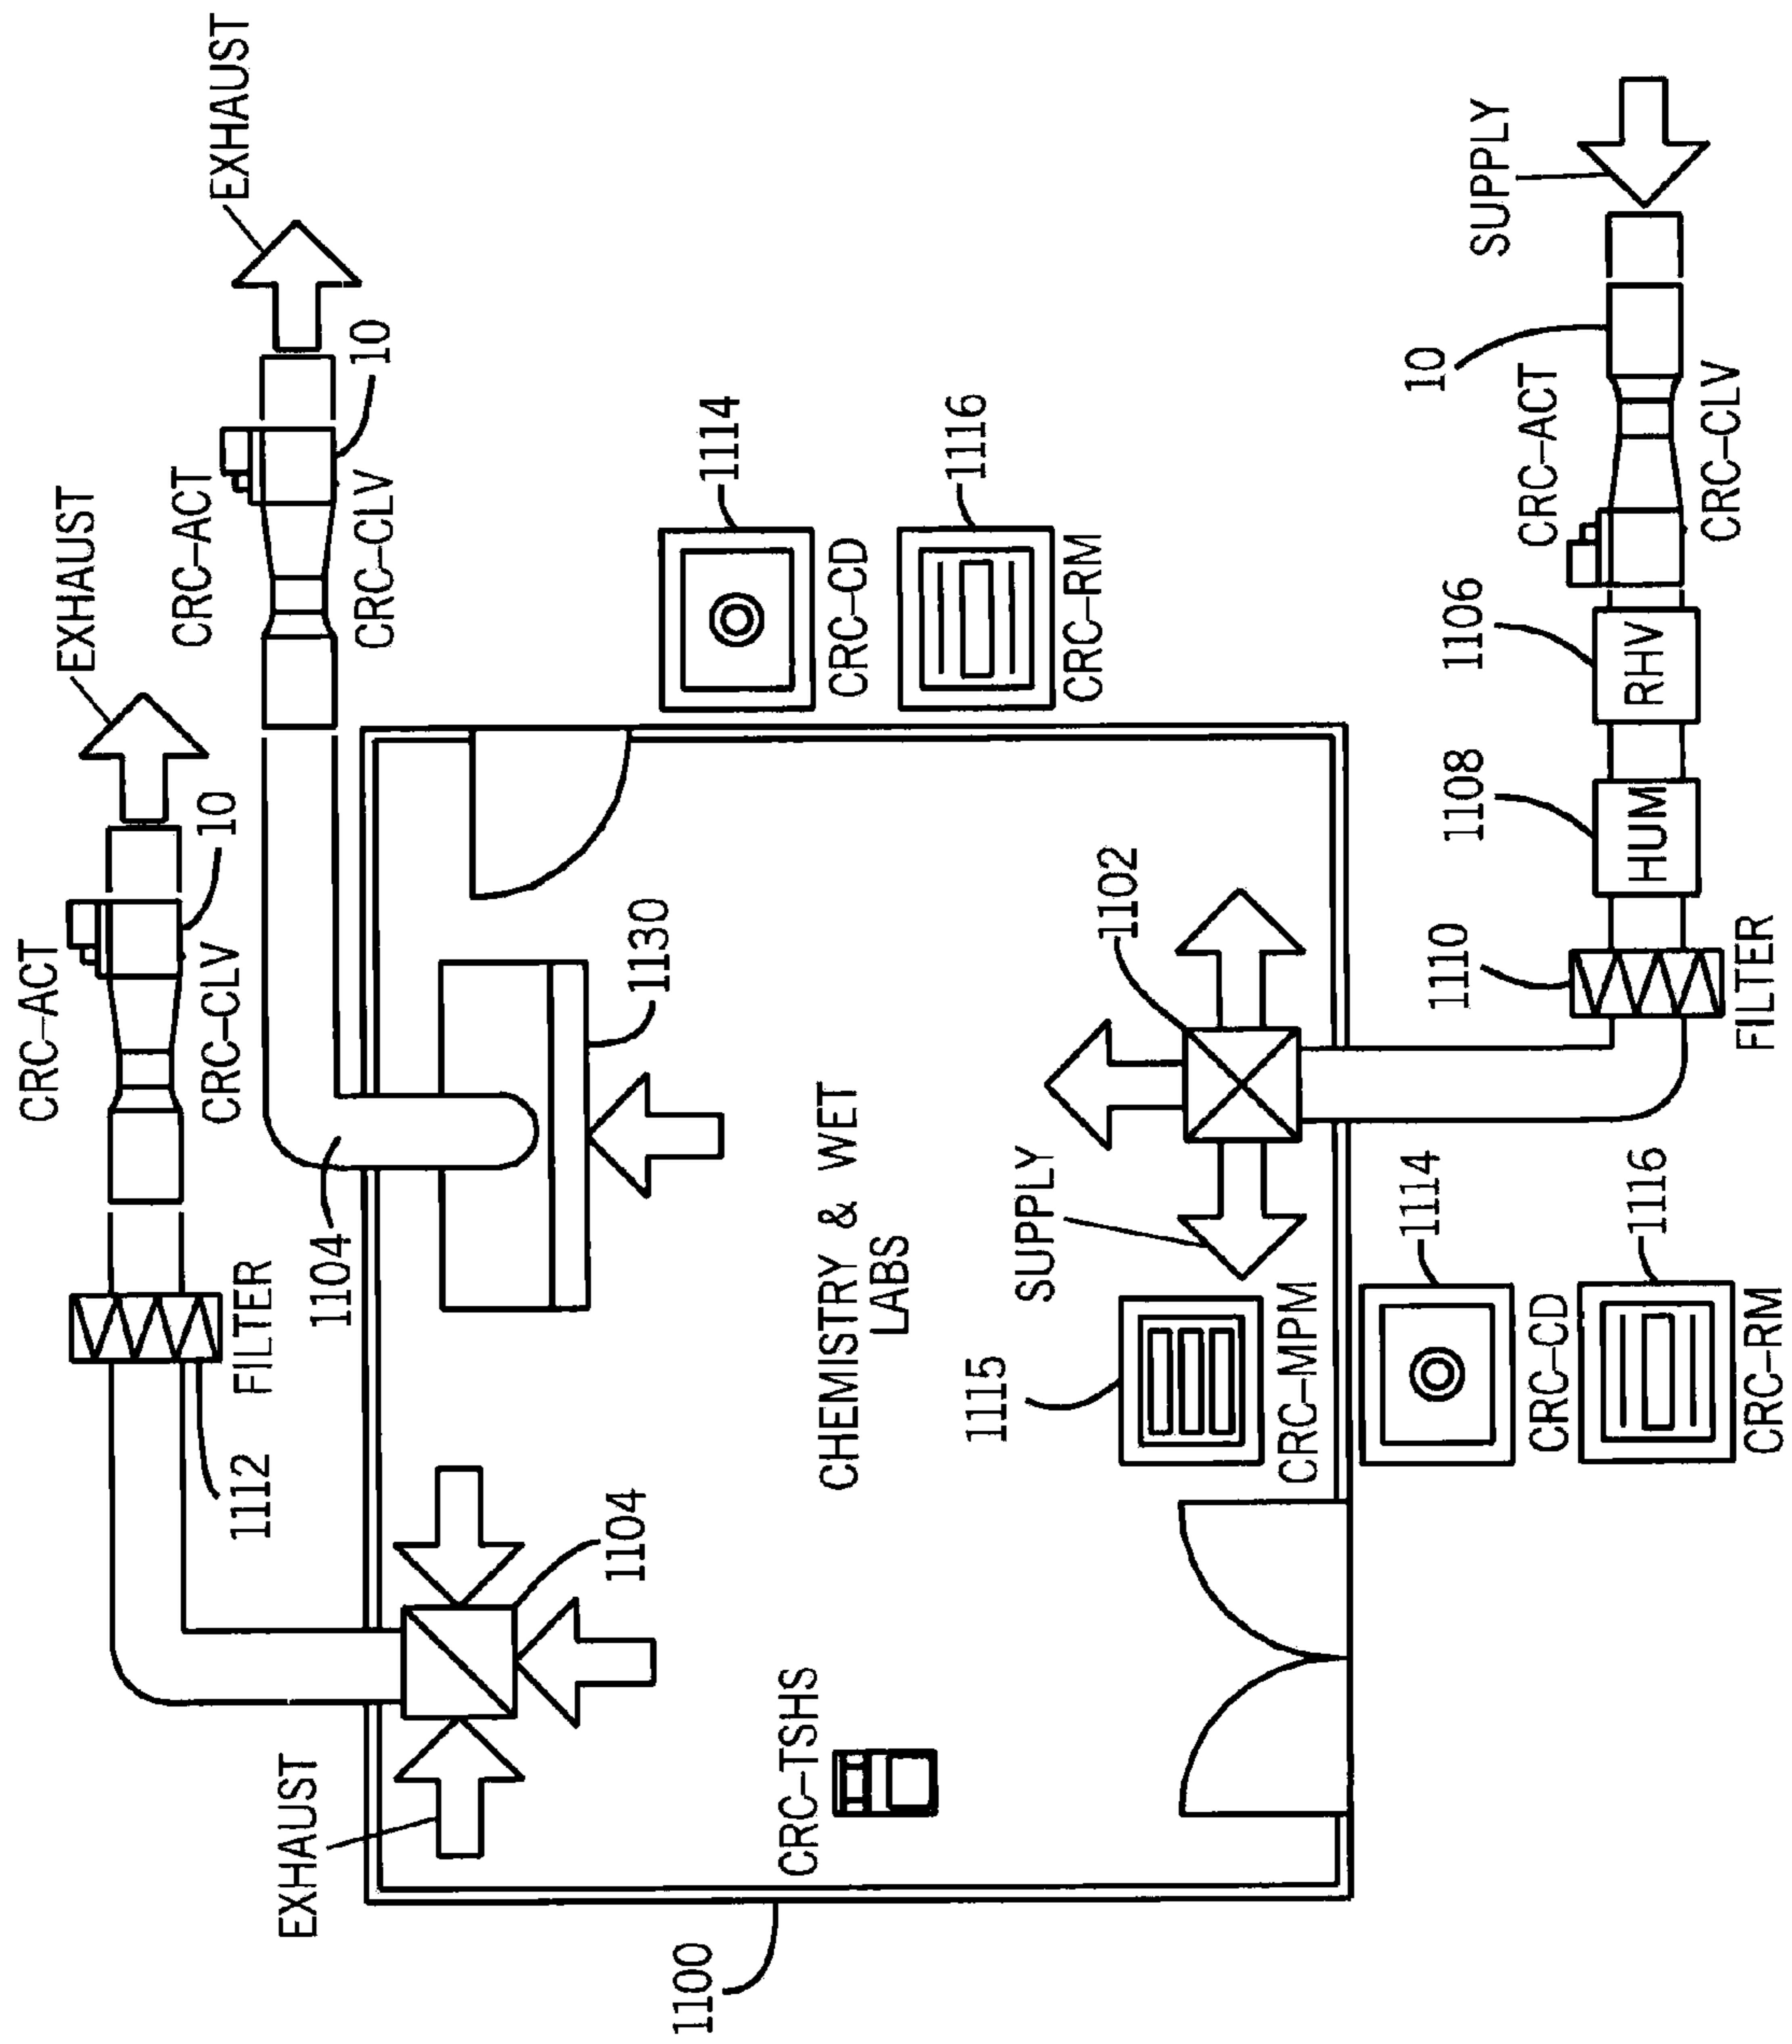 EXHAUST
EXHAUST
CRC-ACT
10
CRC-CLV
EXHAUST
CRC-ACT
10
CRC-CLV
FILTER
1112
1104
1130
1104
EXHAUST
1114
CRC-CD
1116
CRC-RM
CRC-TSHS
CHEMISTRY & WET
LABS
1100
1102
SUPPLY
1115
CRC-MPM
1114
CRC-CD
1116
CRC-RM
1110
FILTER
1108
HUM
1106
RHV
CRC-ACT
10
CRC-CLV
SUPPLY